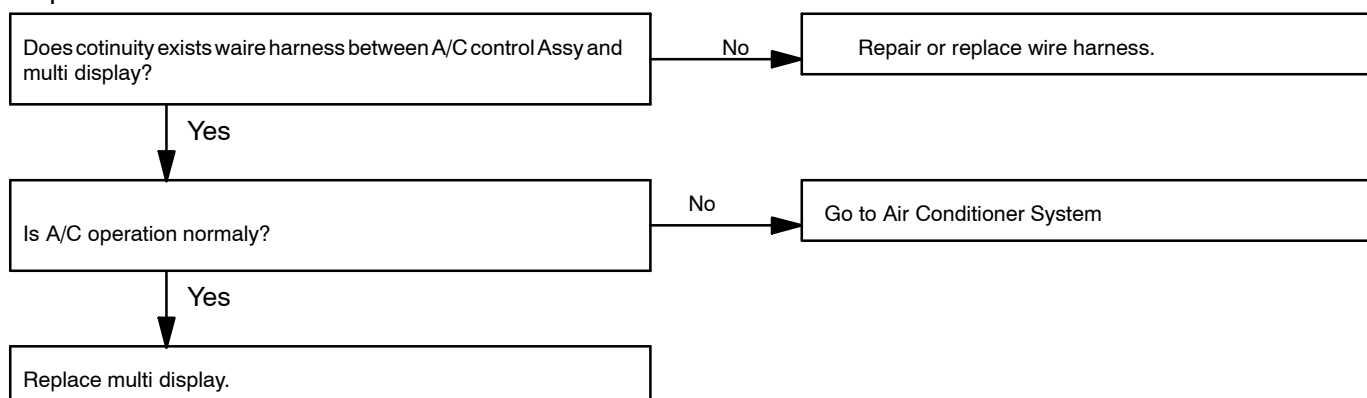 Does cotinuity exists waire harness between A/C control Assy and
multi display?
No
Repair or replace wire harness.
Yes
Is A/C operation normaly?
No
Go to Air Conditioner System
Yes
Replace multi display.